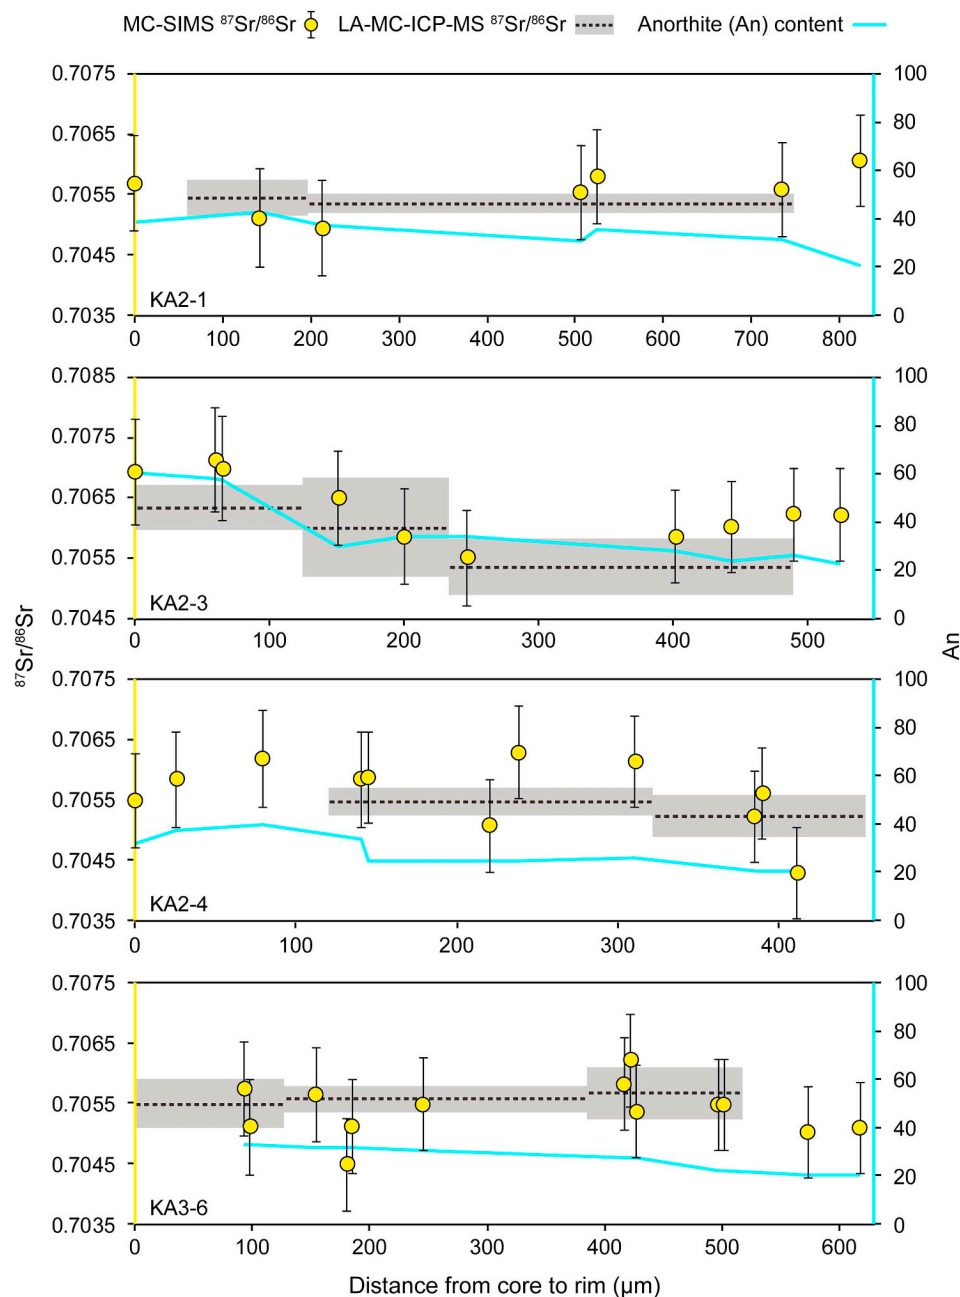 MC-SIMS ⁸⁷Sr/⁸⁶Sr LA-MC-ICP-MS ⁸⁷Sr/⁸⁶Sr Anorthite (An) content
0.7075 100
80
0.7065
60
0.7055
40
0.7045
20
KA2-1
0.7035 0
0 100 200 300 400 500 600 700 800
0.7085 100
0.7075 80
0.7065 60
40
0.7055
20
KA2-3
0.7045 0
0 100 200 300 400 500
⁸⁷Sr/⁸⁶Sr
An
0.7075 100
80
0.7065
60
0.7055
40
0.7045
20
KA2-4
0.7035 0
0 100 200 300 400
0.7075 100
80
0.7065
60
0.7055
40
0.7045
20
KA3-6
0.7035 0
0 100 200 300 400 500 600
Distance from core to rim (µm)